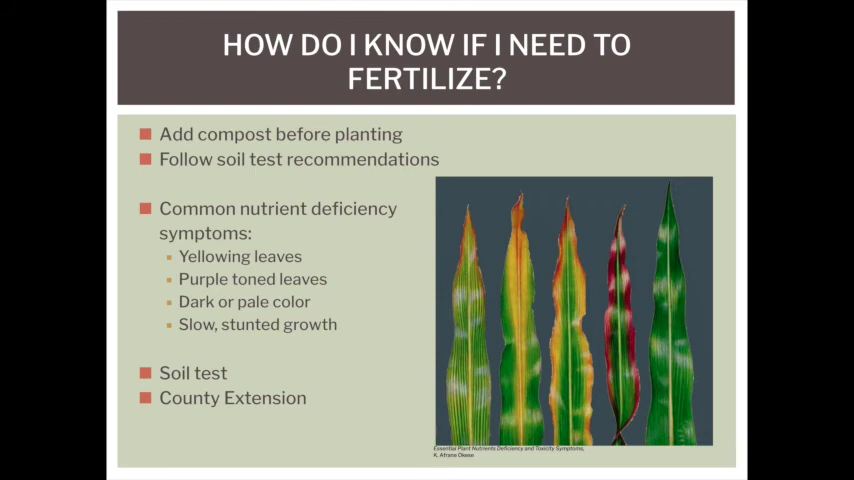 HOW DO I KNOW IF I NEED TO
FERTILIZE?
Add compost before planting
Follow soil test recommendations
Common nutrient deficiency
symptoms:
Yellowing leaves
Purple toned leaves
Dark or pale color
Slow, stunted growth
Soil test
County Extension
Essential Plant Nutrients Deficiency and Toxicity Symptoms,
K. Afrane Okese